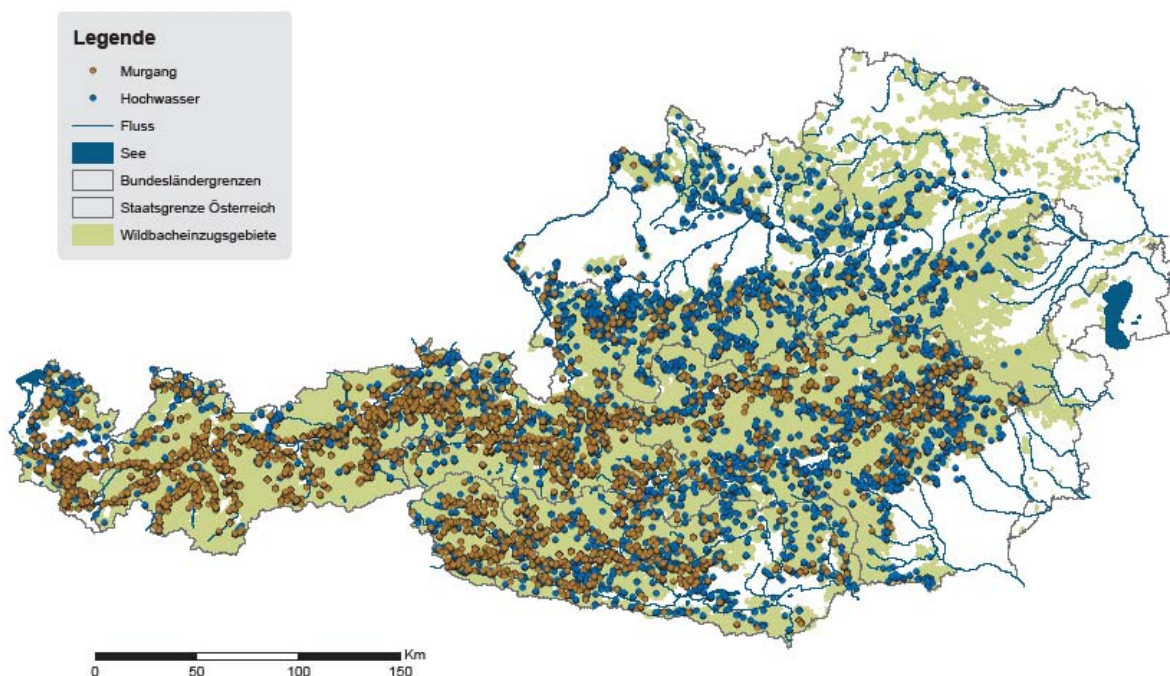 Legende
Murgang
Hochwasser
Fluss
See
Bundesländergrenzen
Staatsgrenze Österreich
Wildbacheinzugsgebiete
Km
0 50 100 150